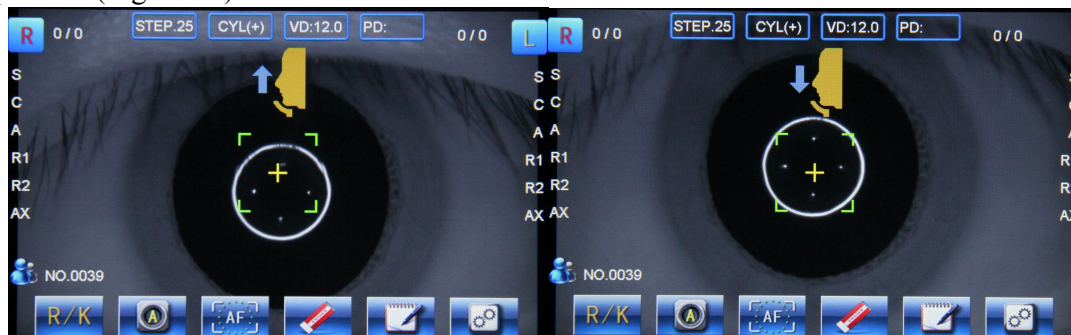 R 0/0 STEP.25 CYL(+) VD:12.0 PD: 0/0 L
S S
C C
A A
R1 R1
R2 R2
AX AX
NO.0039
R/K A AF
R 0/0 STEP.25 CYL(+) VD:12.0 PD: 0/0
S
C
A
R1
R2
AX
NO.0039
R/K A AF